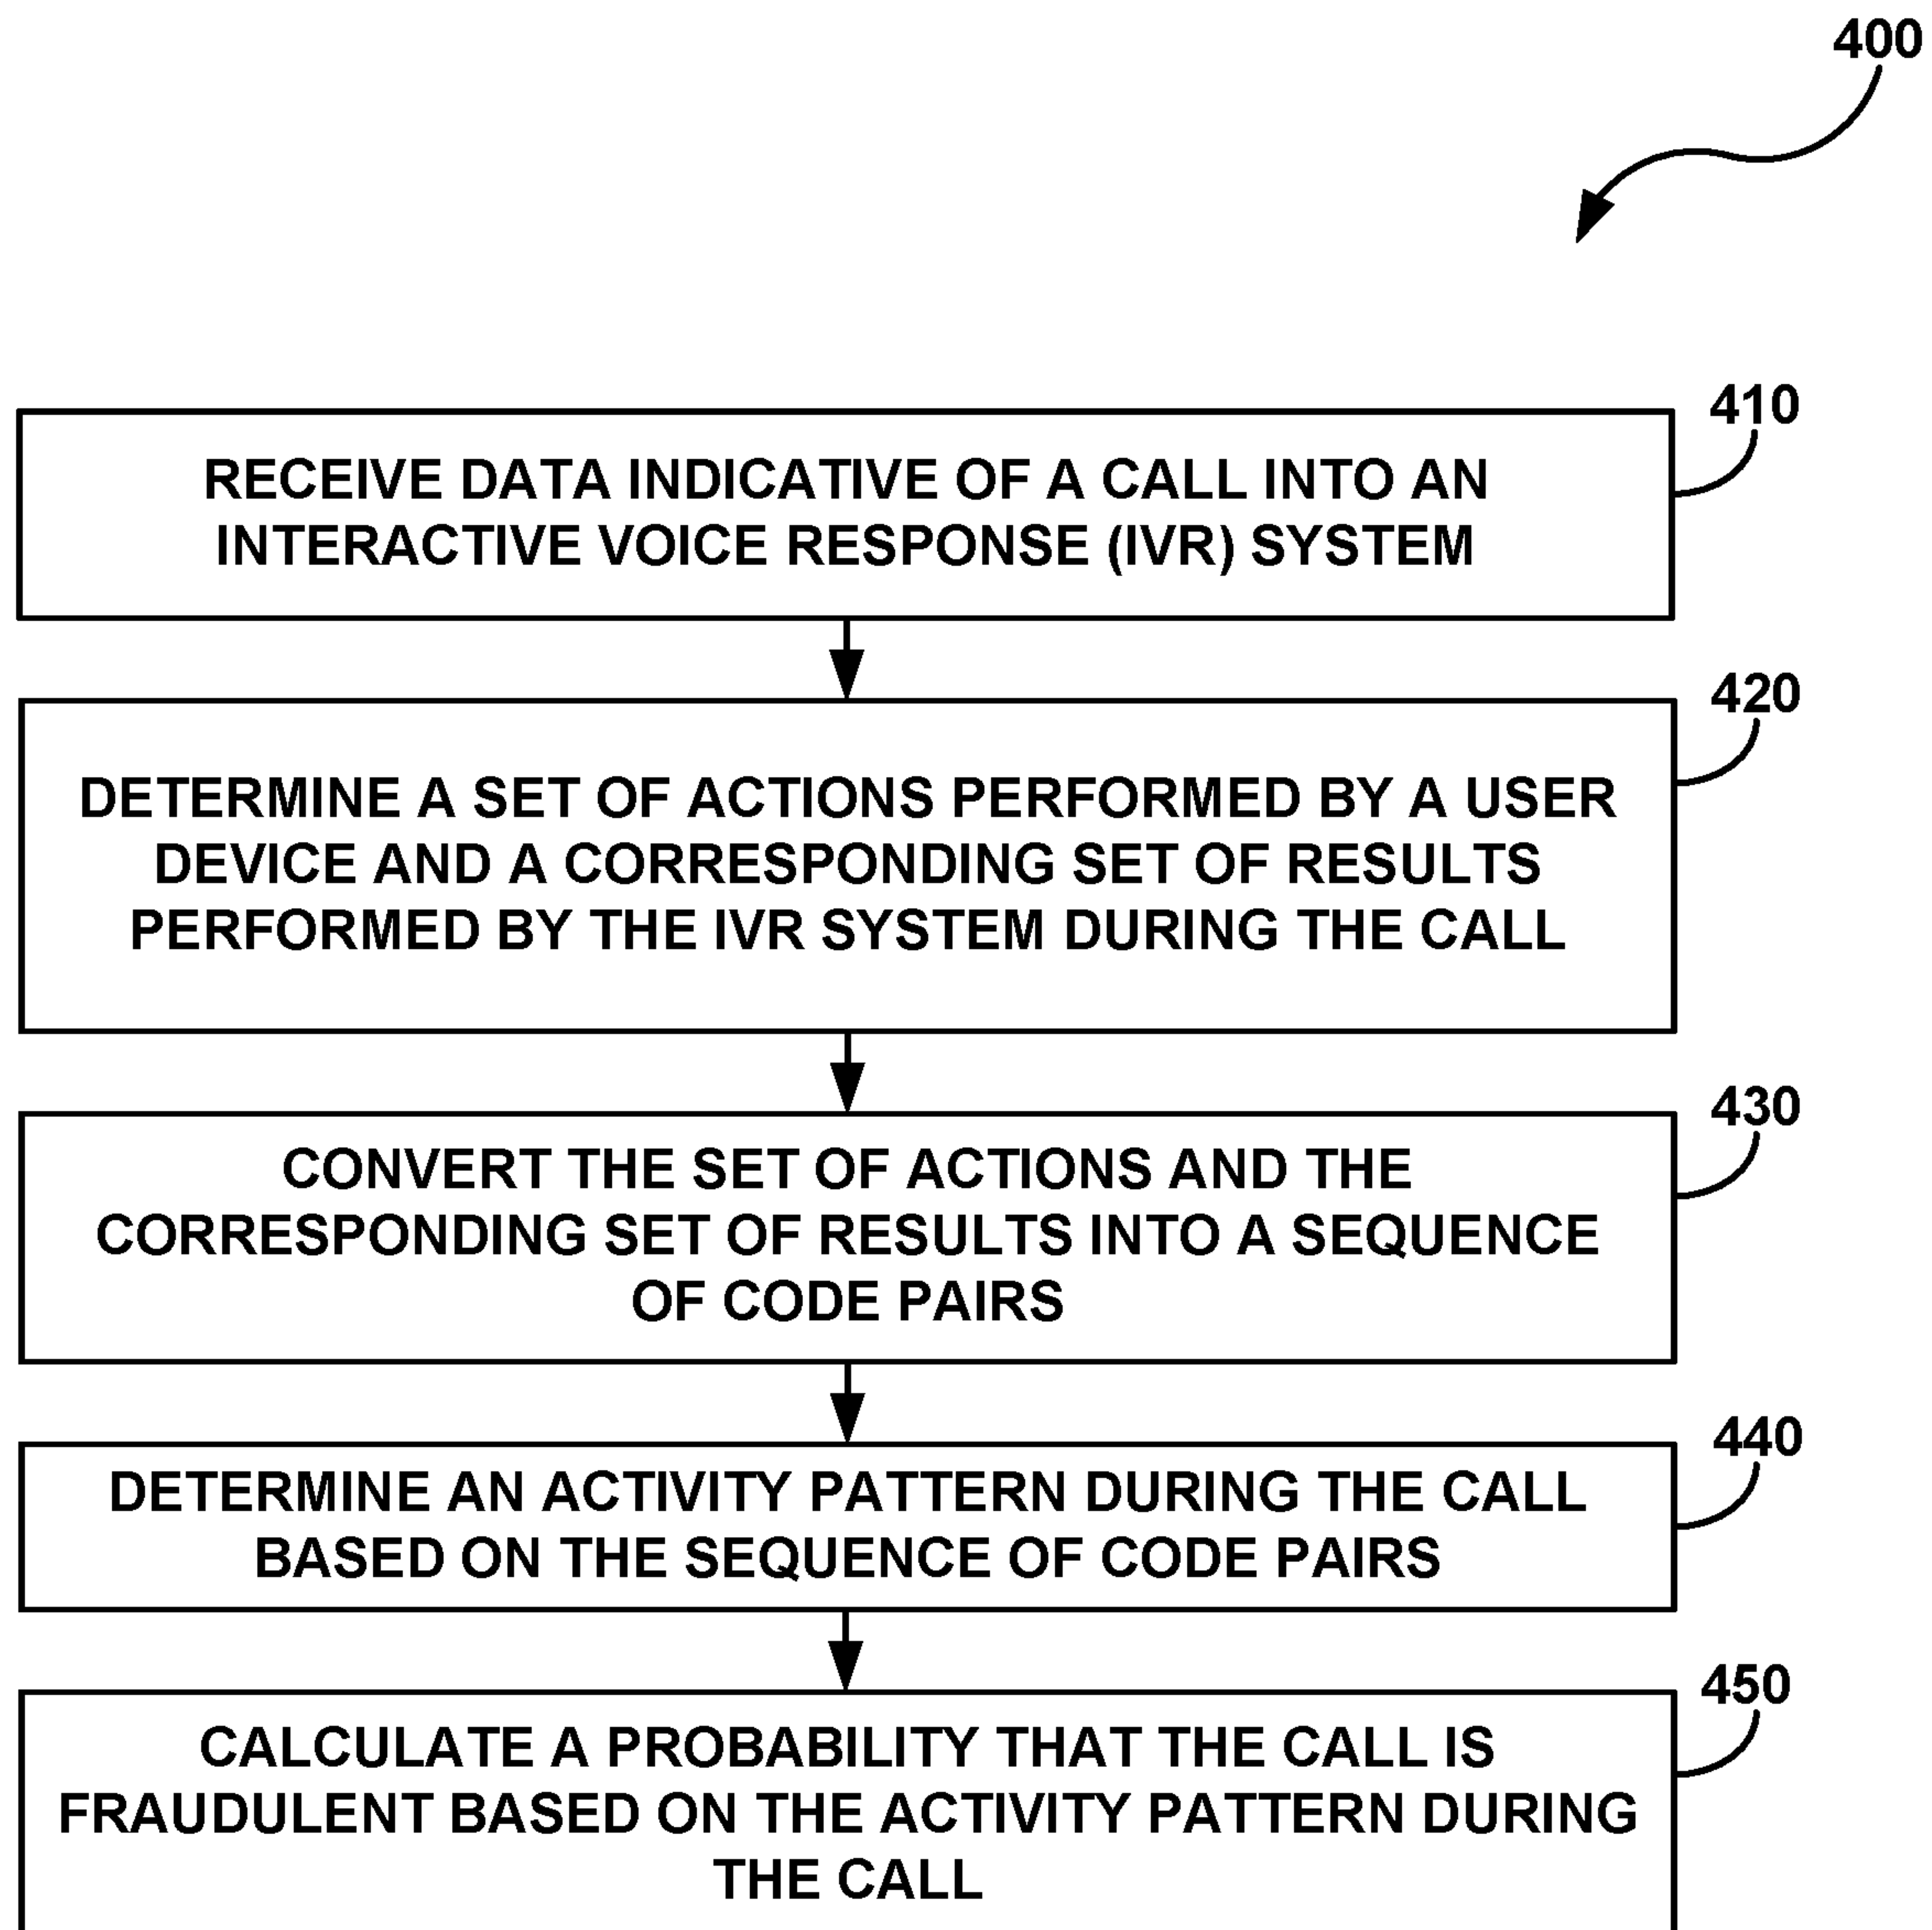 400
410
RECEIVE DATA INDICATIVE OF A CALL INTO AN
INTERACTIVE VOICE RESPONSE (IVR) SYSTEM
420
DETERMINE A SET OF ACTIONS PERFORMED BY A USER
DEVICE AND A CORRESPONDING SET OF RESULTS
PERFORMED BY THE IVR SYSTEM DURING THE CALL
430
CONVERT THE SET OF ACTIONS AND THE
CORRESPONDING SET OF RESULTS INTO A SEQUENCE
OF CODE PAIRS
440
DETERMINE AN ACTIVITY PATTERN DURING THE CALL
BASED ON THE SEQUENCE OF CODE PAIRS
450
CALCULATE A PROBABILITY THAT THE CALL IS
FRAUDULENT BASED ON THE ACTIVITY PATTERN DURING
THE CALL